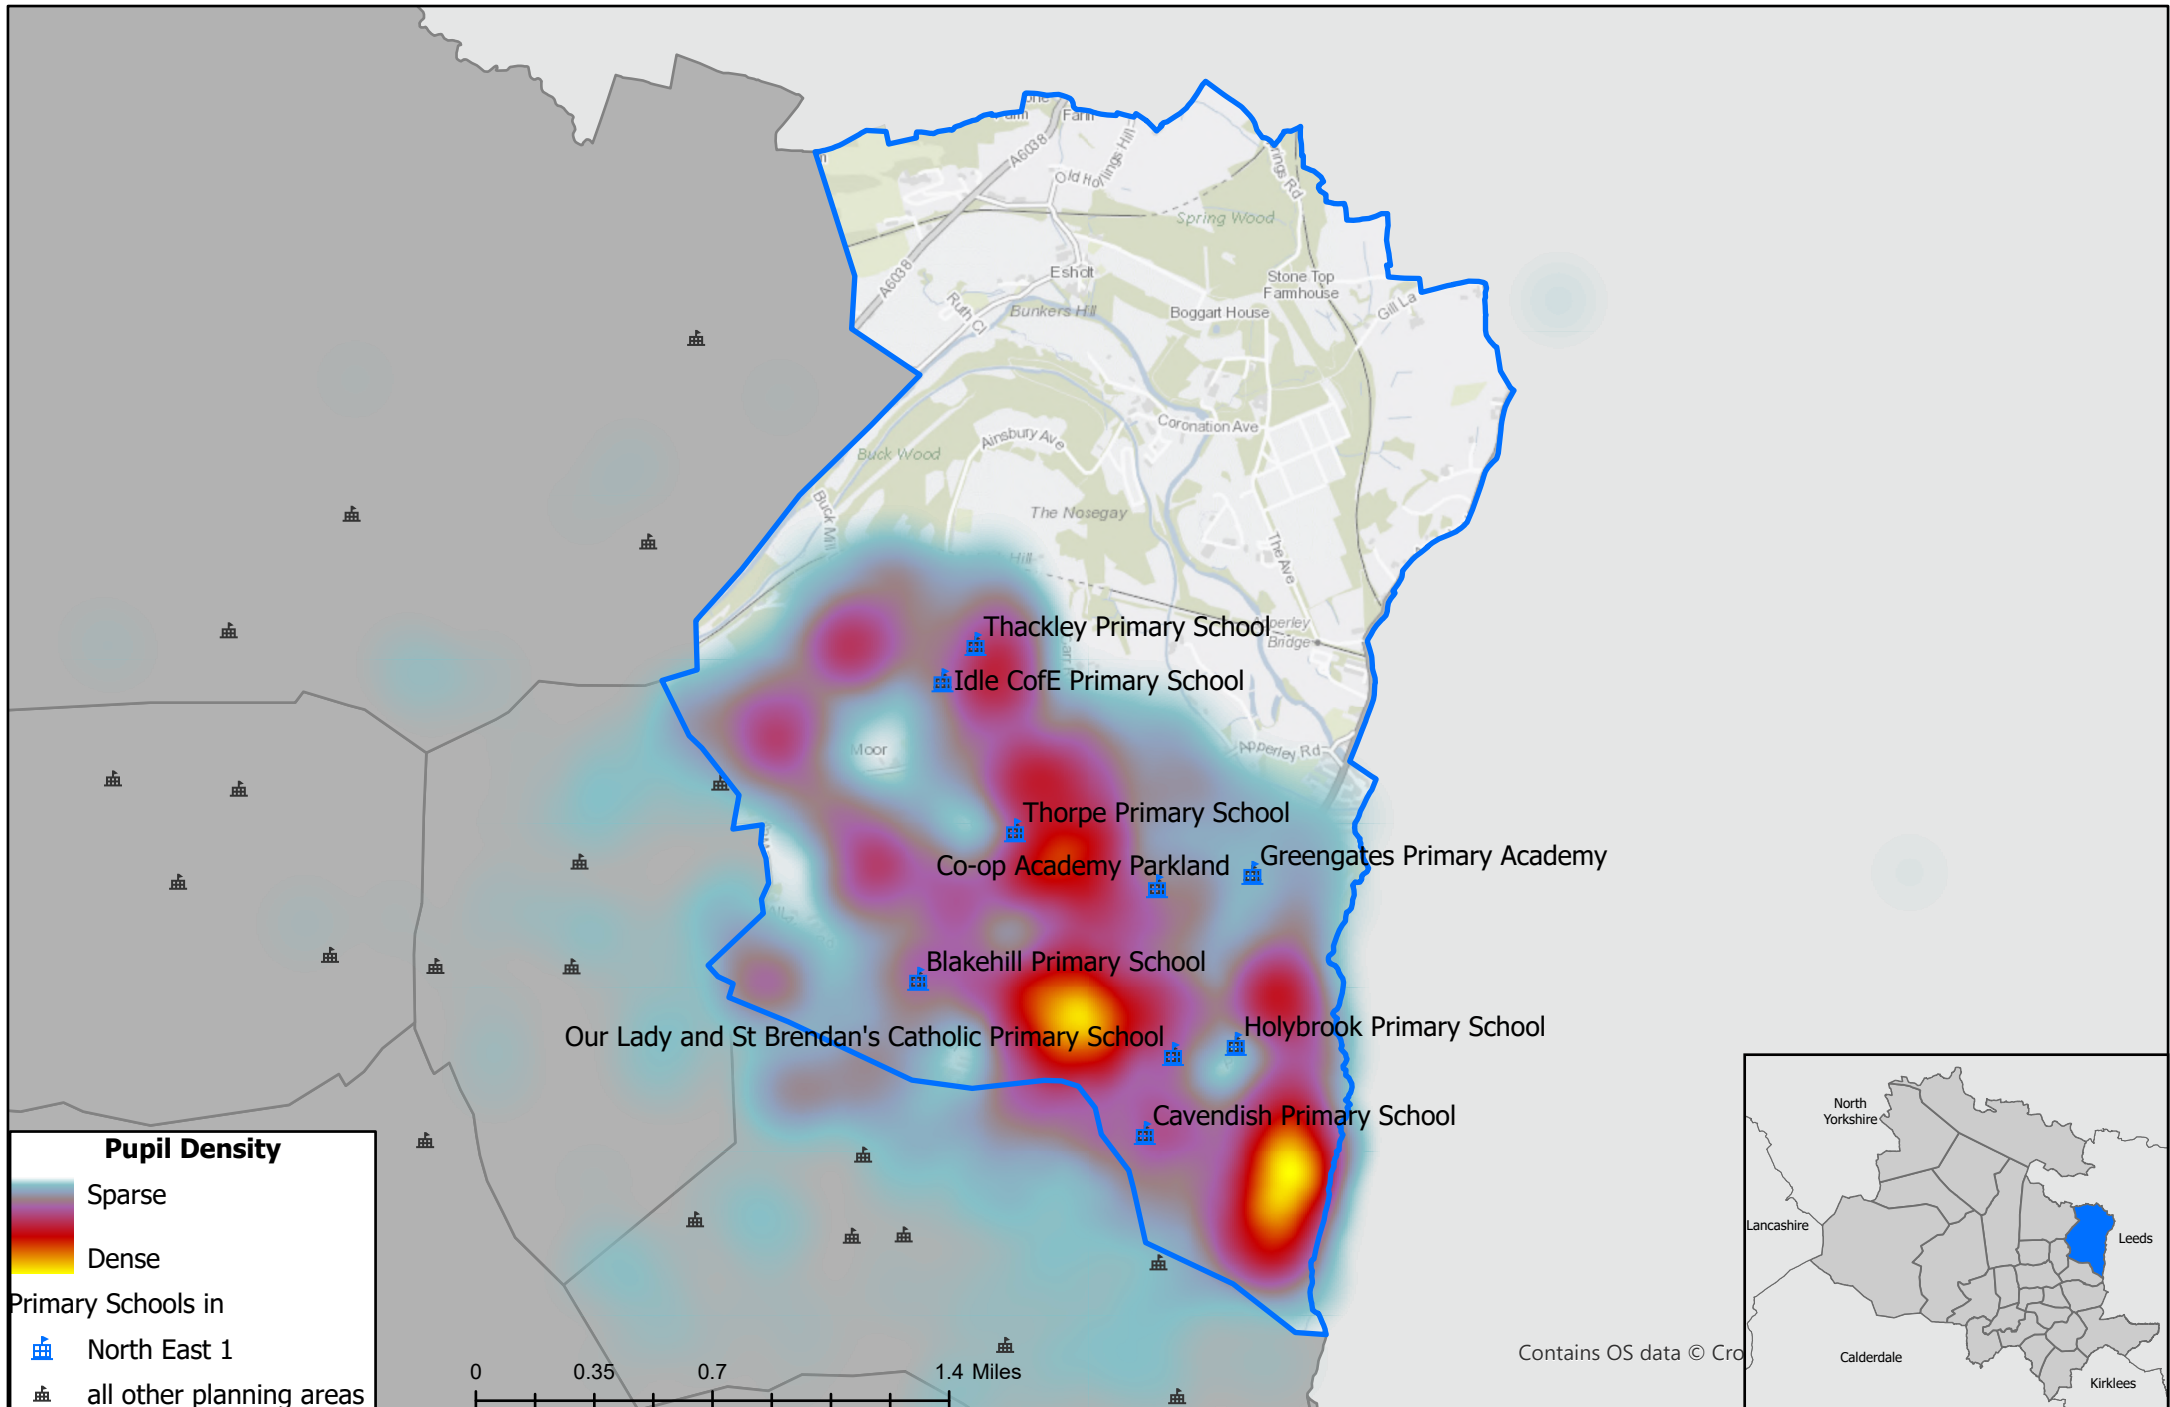 A6038
Old Hollings Hill
Spring Wood
A6038
Esholt
Stone Top
Farmhouse
Ruth Cl
Bunkers Hill
Boggart House
Gill La
Coronation Ave
Ainsbury Ave
Buck Wood
Buck Mill
The Nosegay
Hill
The Ave
Thackley Primary School
Apperley
Bridge
Idle CofE Primary School
Moor
Apperley Rd
Thorpe Primary School
Co-op Academy Parkland
Greengates Primary Academy
Blakehill Primary School
Our Lady and St Brendan's Catholic Primary School
Holybrook Primary School
Cavendish Primary School
Pupil Density
Sparse
Dense
Primary Schools in
North East 1
all other planning areas
0 0.35 0.7 1.4 Miles
Contains OS data © Cro
North
Yorkshire
Lancashire
Leeds
Calderdale
Kirklees